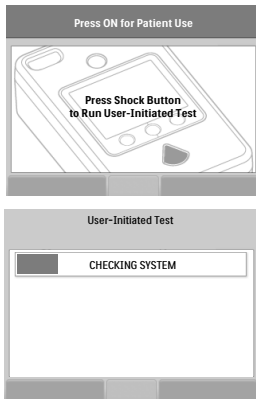 Press ON for Patient Use
Press Shock Button
to Run User-Initiated Test
User-Initiated Test
CHECKING SYSTEM